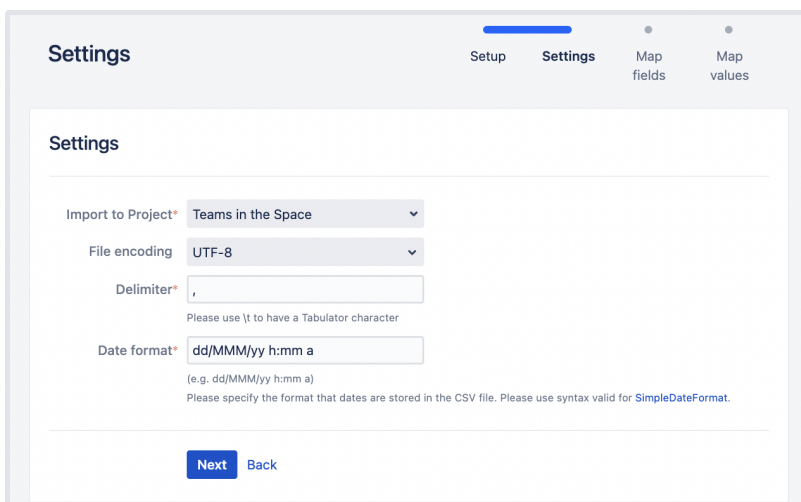 Settings
Setup Settings Map fields Map values
Settings
Import to Project* Teams in the Space
File encoding UTF-8
Delimiter* ,
Please use \t to have a Tabulator character
Date format* dd/MMM/yy h:mm a
(e.g. dd/MMM/yy h:mm a)
Please specify the format that dates are stored in the CSV file. Please use syntax valid for SimpleDateFormat.
Next Back